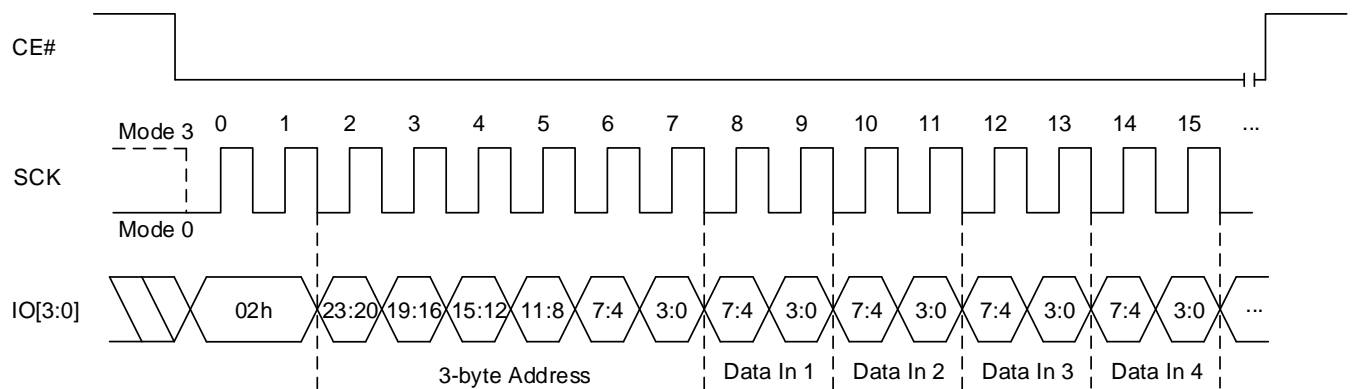 CE#
Mode 3 0 1 2 3 4 5 6 7 8 9 10 11 12 13 14 15 ...
SCK
Mode 0
IO[3:0] 02h 23:20 19:16 15:12 11:8 7:4 3:0 7:4 3:0 7:4 3:0 7:4 3:0 7:4 3:0 ...
3-byte Address Data In 1 Data In 2 Data In 3 Data In 4